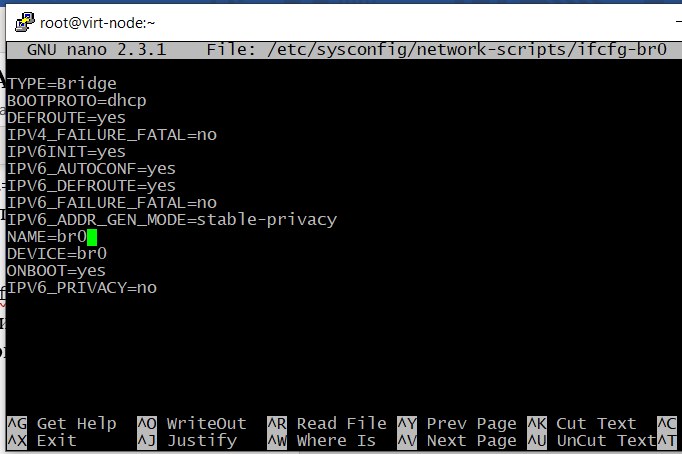 root@virt-node:~
GNU nano 2.3.1 File: /etc/sysconfig/network-scripts/ifcfg-br0
TYPE=Bridge
BOOTPROTO=dhcp
DEFROUTE=yes
IPV4_FAILURE_FATAL=no
IPV6INIT=yes
IPV6_AUTOCONF=yes
IPV6_DEFROUTE=yes
IPV6_FAILURE_FATAL=no
IPV6_ADDR_GEN_MODE=stable-privacy
NAME=br0
DEVICE=br0
ONBOOT=yes
IPV6_PRIVACY=no
^G Get Help ^O WriteOut ^R Read File ^Y Prev Page ^K Cut Text ^C
^X Exit ^J Justify ^W Where Is ^V Next Page ^U UnCut Text ^T